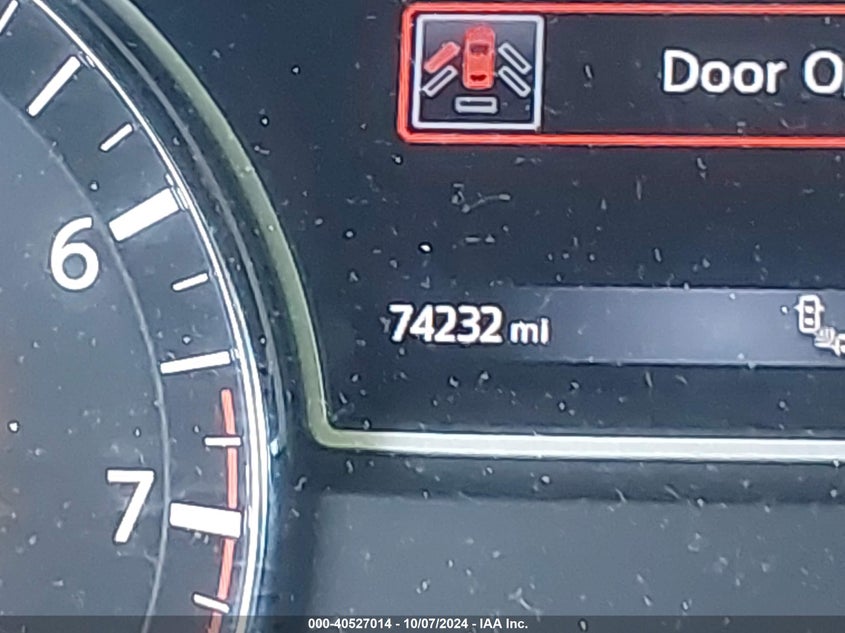 Door O
6
74232 mi
7
000-40527014 - 10/07/2024 - IAA Inc.